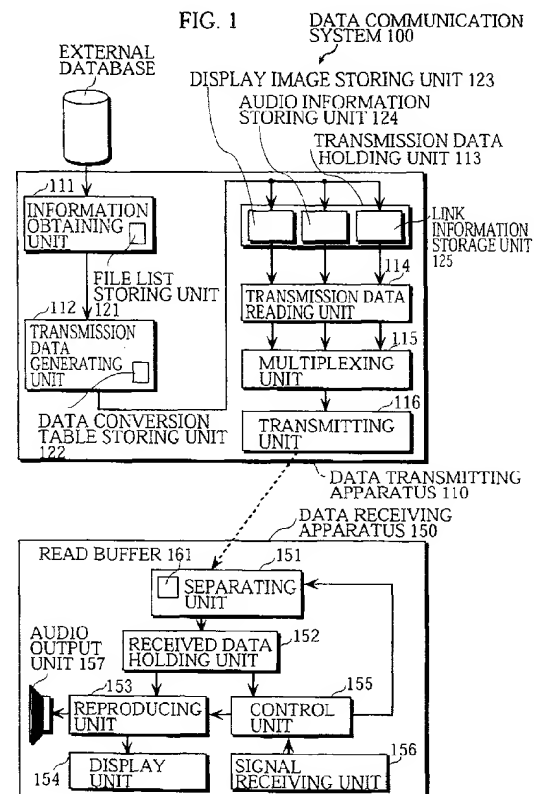 FIG. 1
DATA COMMUNICATION
SYSTEM 100
EXTERNAL
DATABASE
DISPLAY IMAGE STORING UNIT 123
AUDIO INFORMATION
STORING UNIT 124
TRANSMISSION DATA
HOLDING UNIT 113
111
INFORMATION
OBTAINING
UNIT
LINK
INFORMATION
STORAGE UNIT
125
FILE LIST
STORING UNIT
121
114
TRANSMISSION DATA
READING UNIT
112
TRANSMISSION
DATA
GENERATING
UNIT
115
MULTIPLEXING
UNIT
DATA CONVERSION
TABLE STORING UNIT
122
116
TRANSMITTING
UNIT
DATA TRANSMITTING
APPARATUS 110
DATA RECEIVING
APPARATUS 150
READ BUFFER 161
151
SEPARATING
UNIT
AUDIO
OUTPUT
UNIT 157
152
RECEIVED DATA
HOLDING UNIT
153
REPRODUCING
UNIT
155
CONTROL
UNIT
154
DISPLAY
UNIT
156
SIGNAL
RECEIVING UNIT